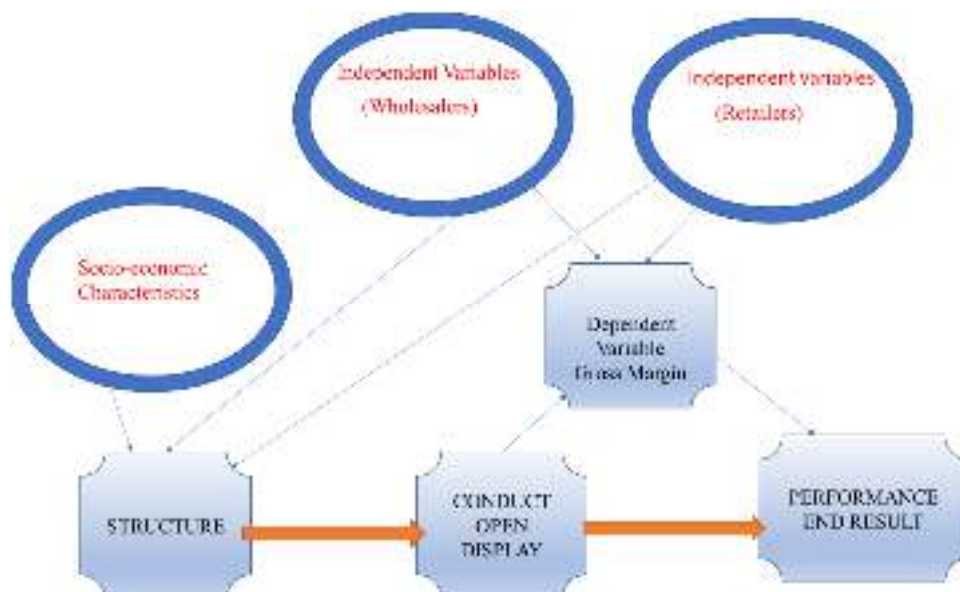 Independent Variables
(Wholesalers)
Independent variables
(Retailers)
Socio-economic
Characteristics
Dependent
Variable
Gross Margin
STRUCTURE
CONDUCT
OPEN
DISPLAY
PERFORMANCE
END RESULT